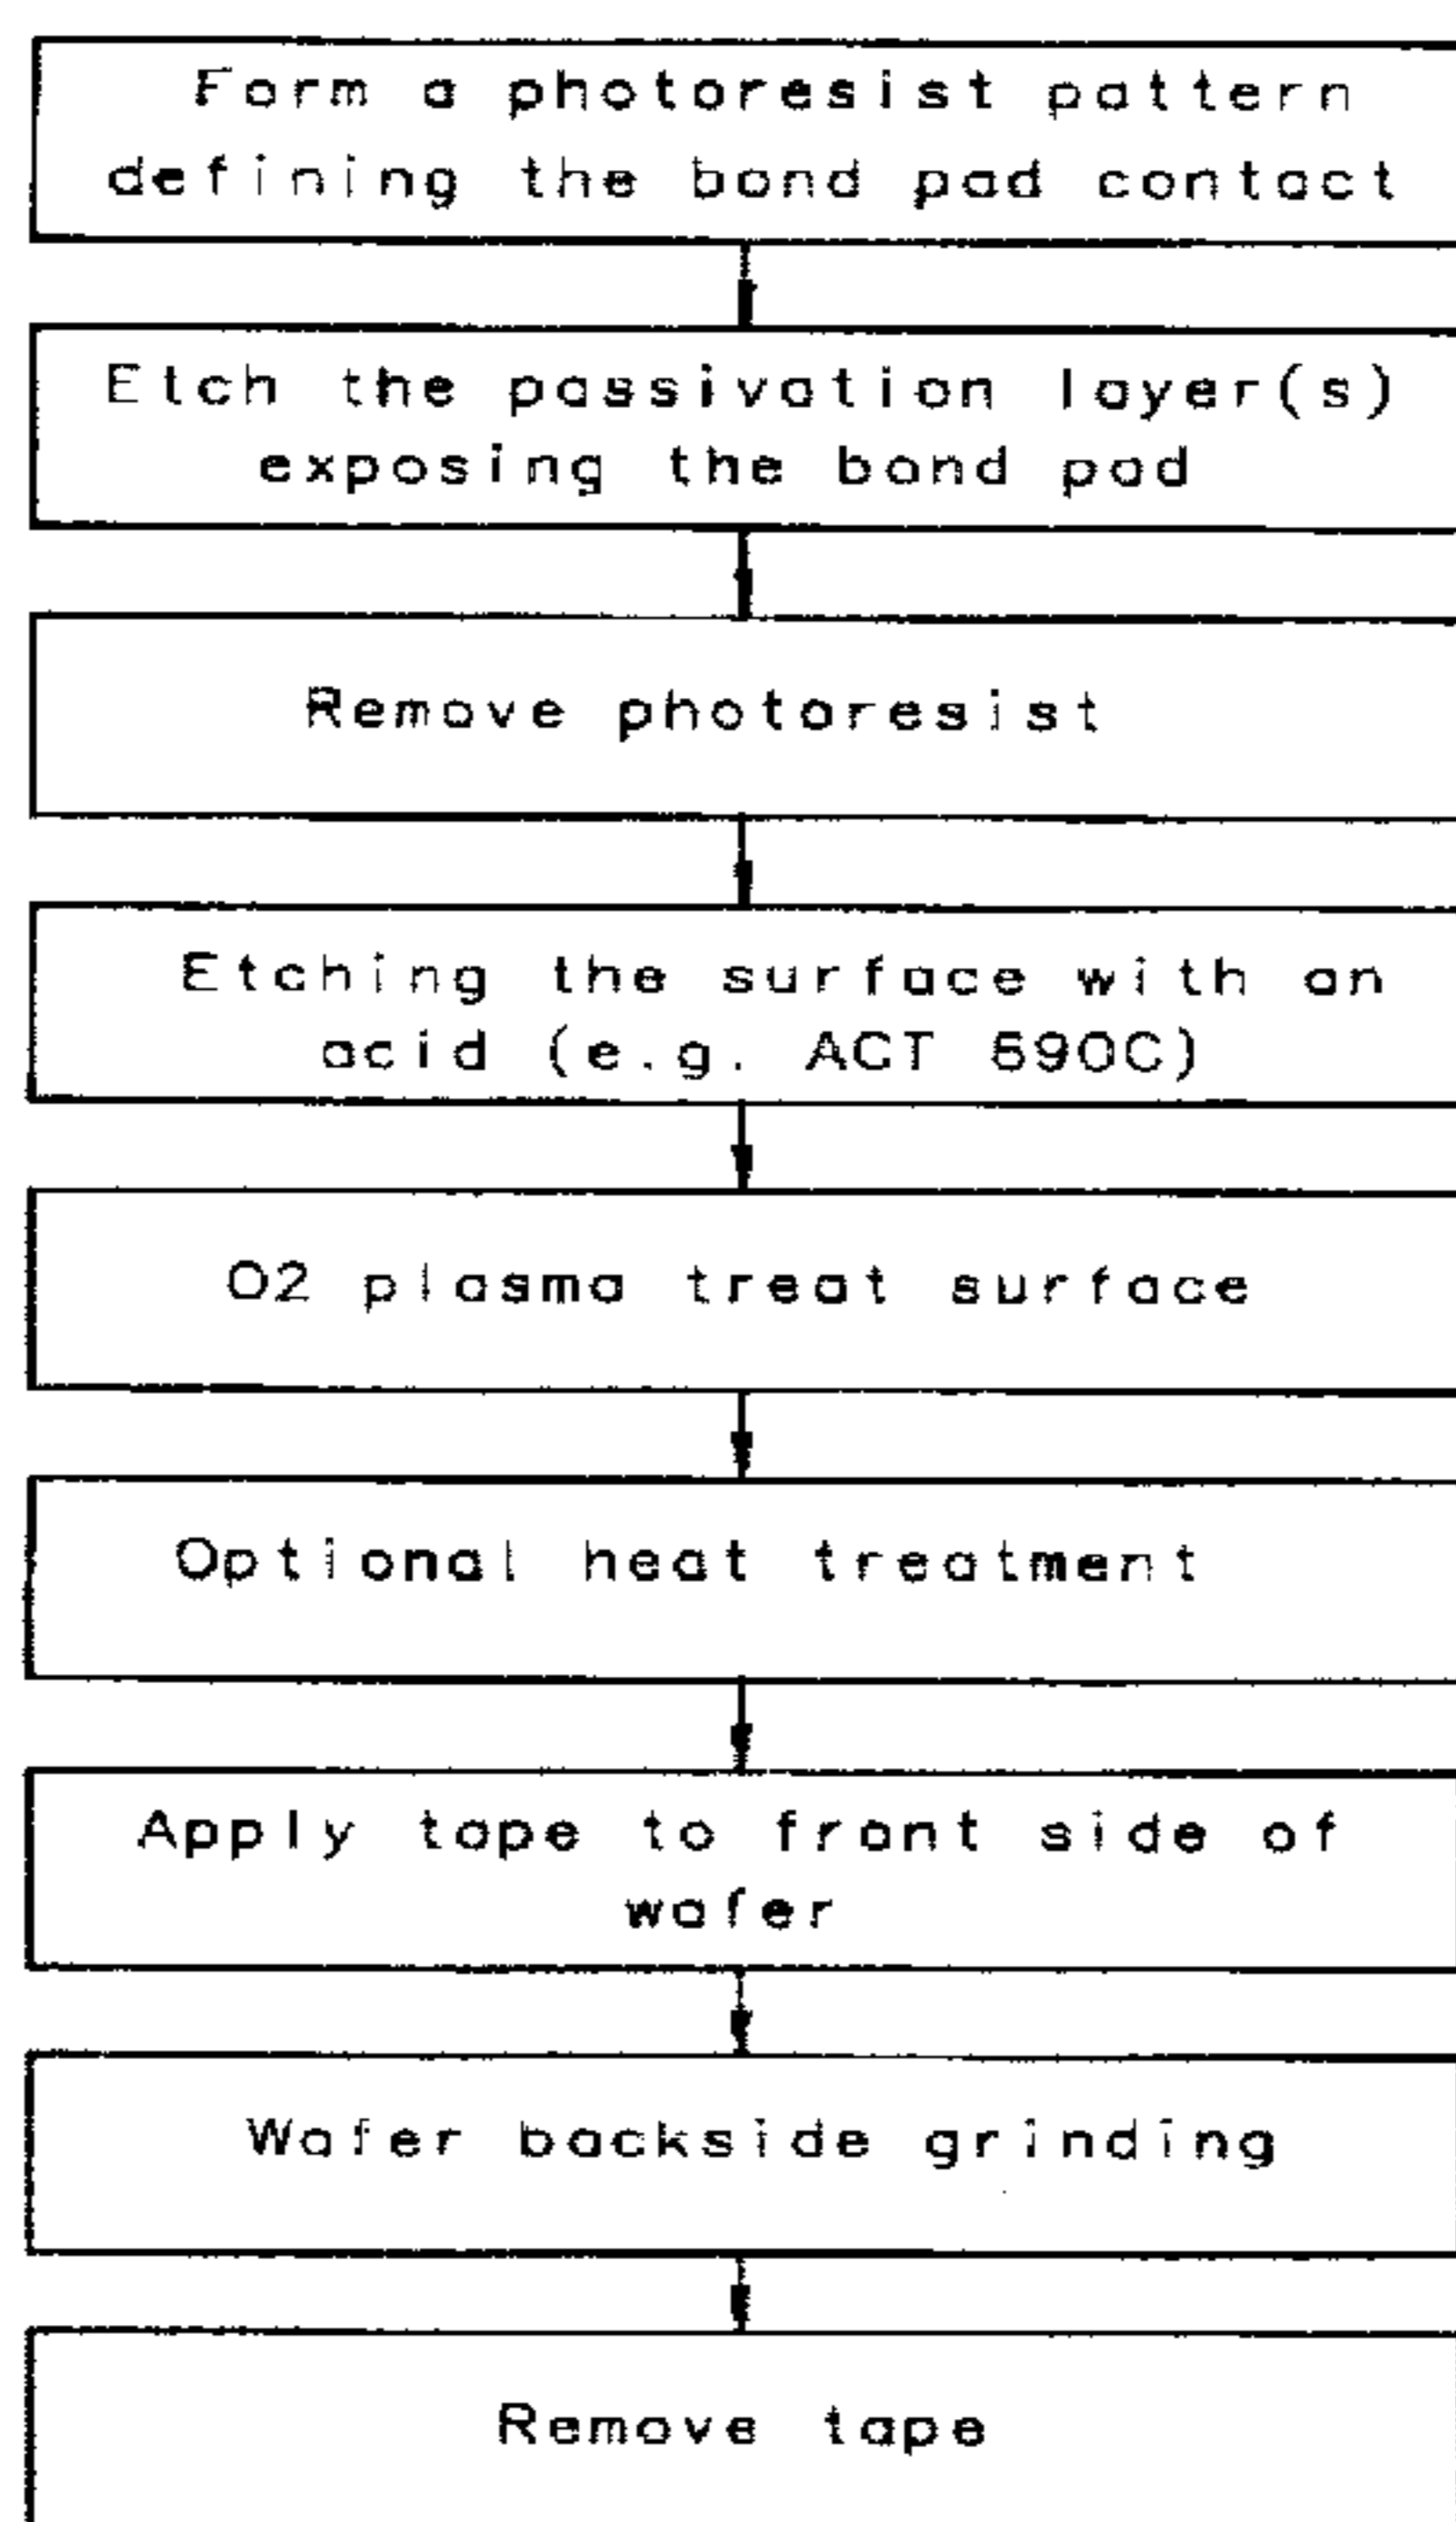 Form a photoresist pattern
defining the bond pad contact
Etch the passivation layer(s)
exposing the bond pad
Remove photoresist
Etching the surface with an
acid (e.g. ACT 690C)
O2 plasma treat surface
Optional heat treatment
Apply tape to front side of
wafer
Wafer backside grinding
Remove tape